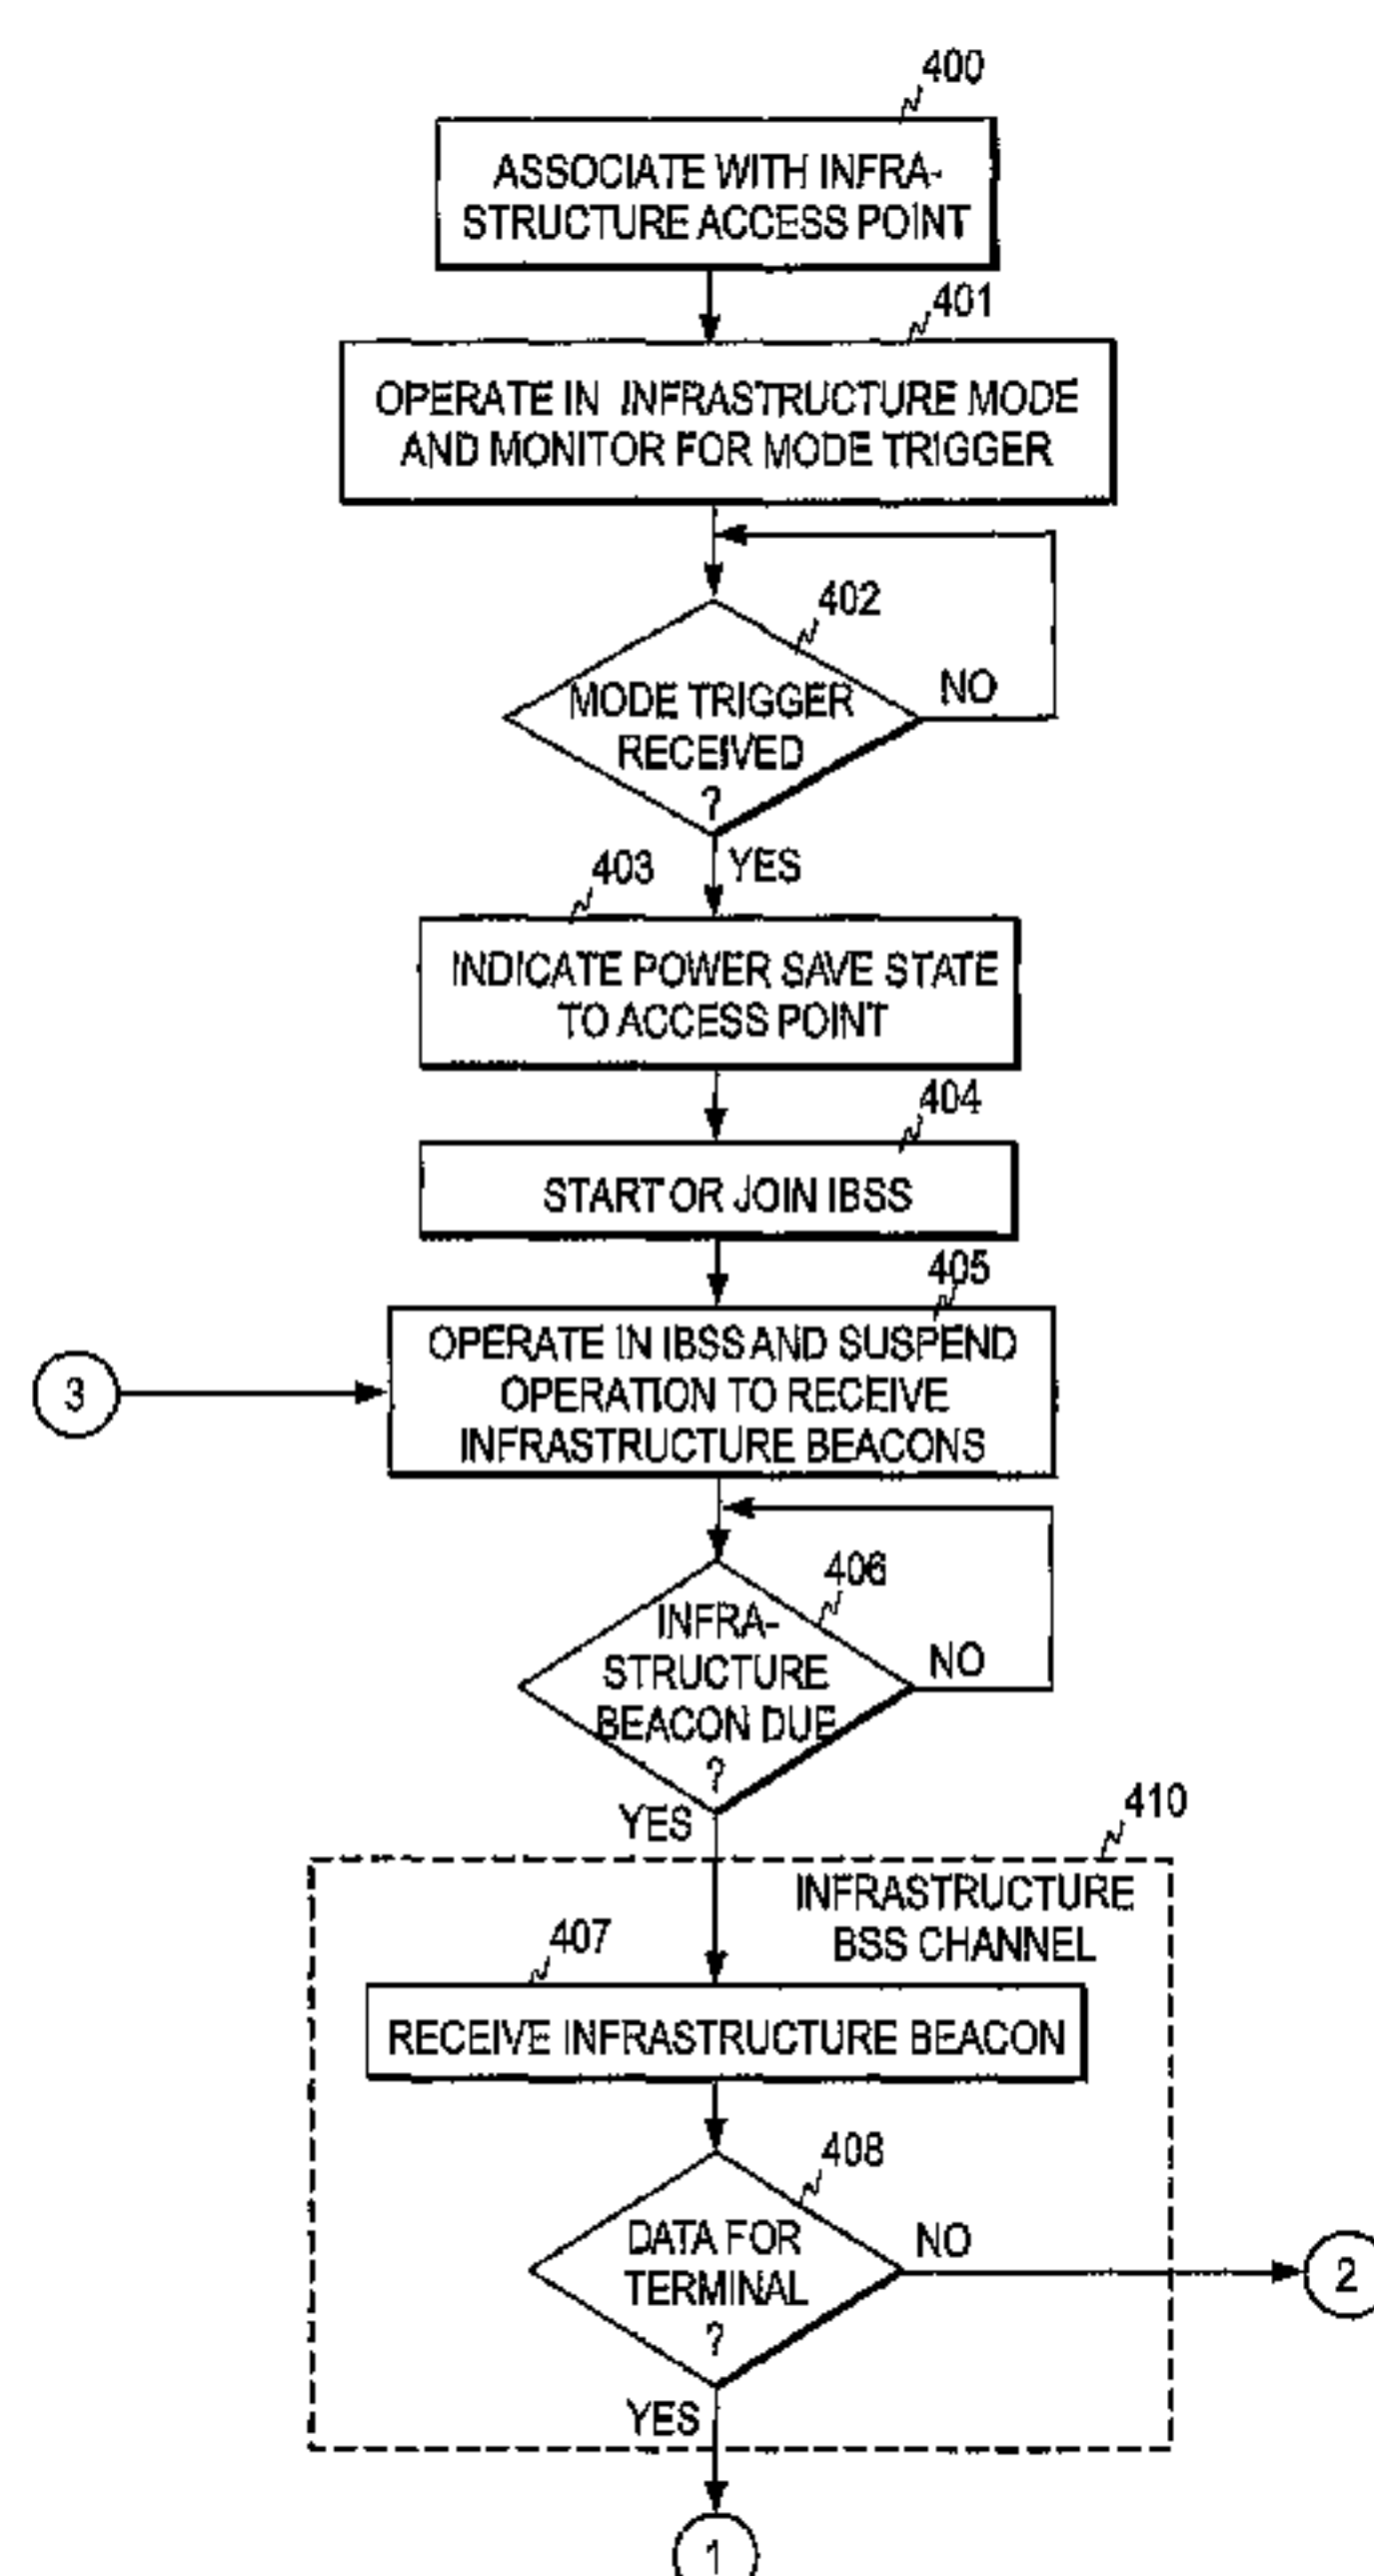 400
ASSOCIATE WITH INFRA-
STRUCTURE ACCESS POINT
401
OPERATE IN INFRASTRUCTURE MODE
AND MONITOR FOR MODE TRIGGER
402
MODE TRIGGER
RECEIVED
?
NO
YES
403
INDICATE POWER SAVE STATE
TO ACCESS POINT
404
START OR JOIN IBSS
405
OPERATE IN IBSS AND SUSPEND
OPERATION TO RECEIVE
INFRASTRUCTURE BEACONS
3
406
INFRA-
STRUCTURE
BEACON DUE
?
NO
YES
410
INFRASTRUCTURE
BSS CHANNEL
407
RECEIVE INFRASTRUCTURE BEACON
408
DATA FOR
TERMINAL
?
NO
2
YES
1